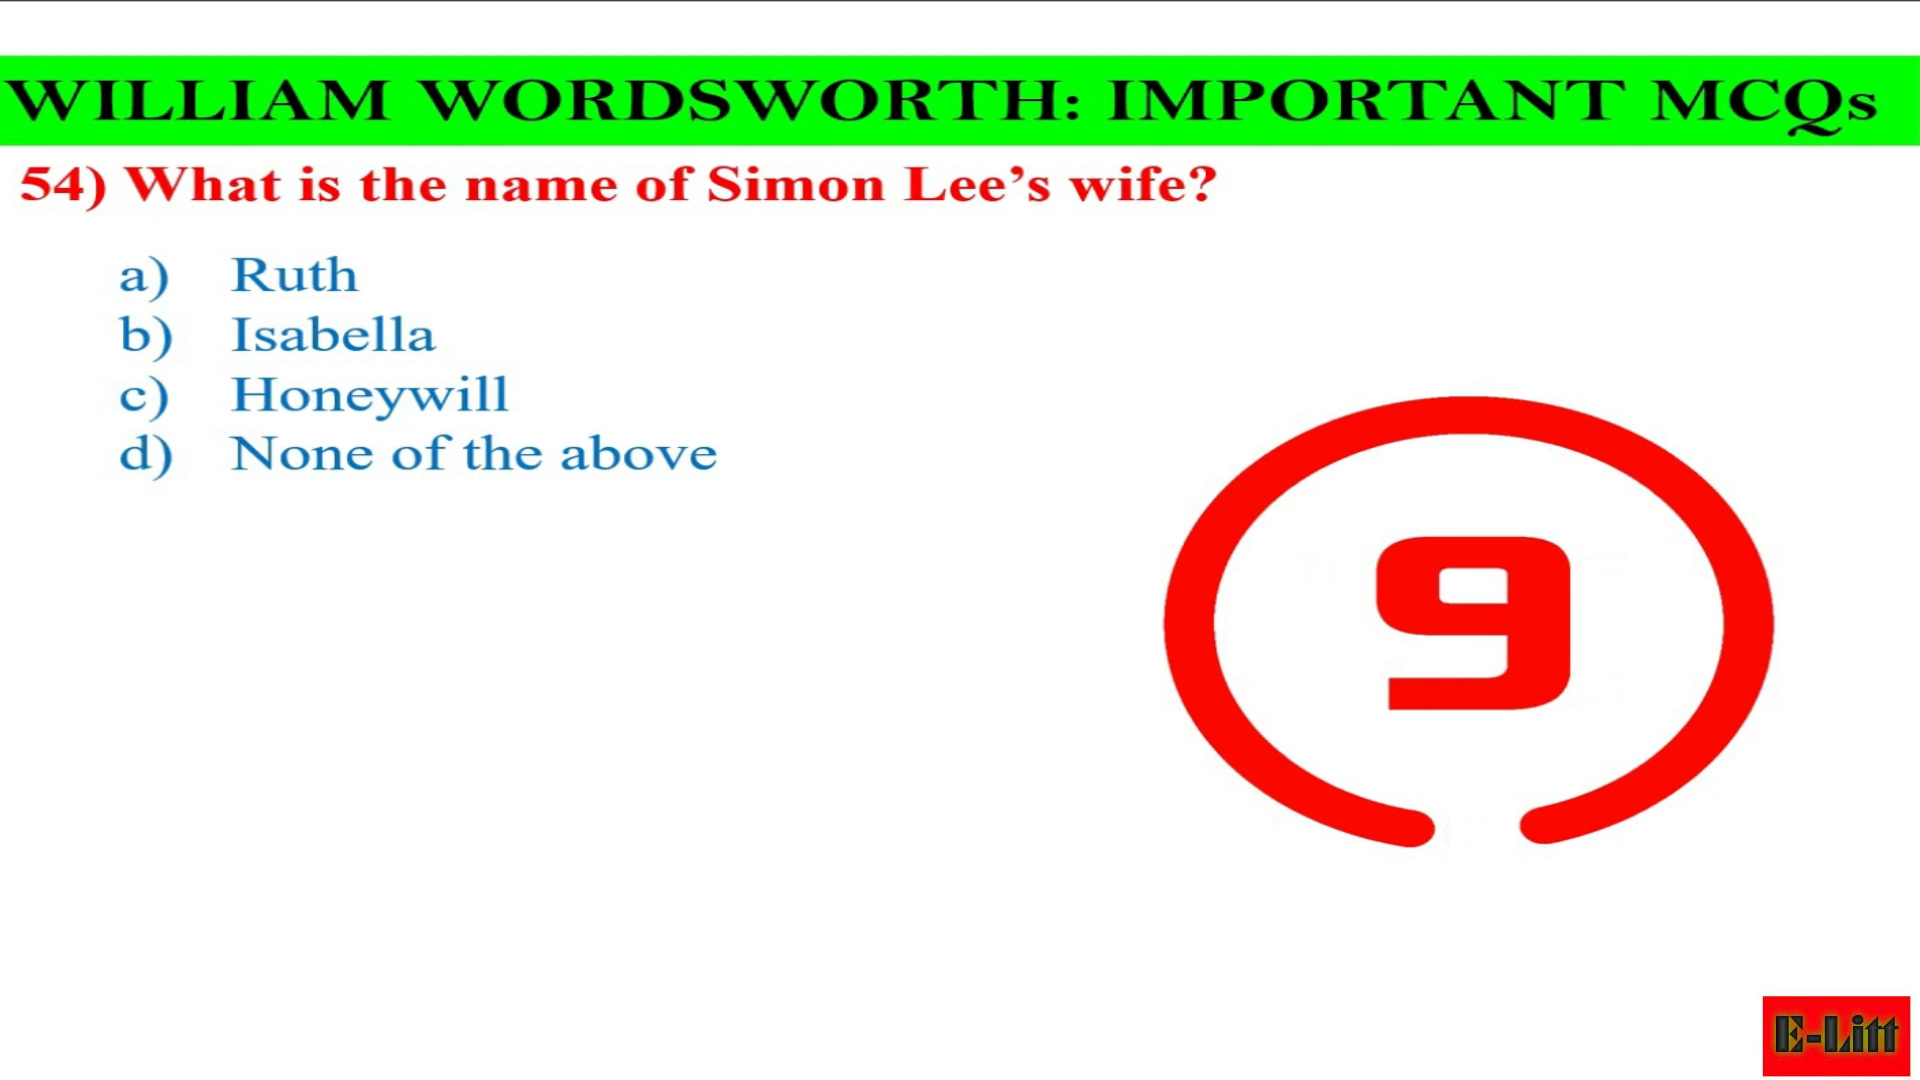 WILLIAM WORDSWORTH: IMPORTANT MCQs
54) What is the name of Simon Lee’s wife?
a) Ruth
b) Isabella
c) Honeywill
d) None of the above
9
E-Litt